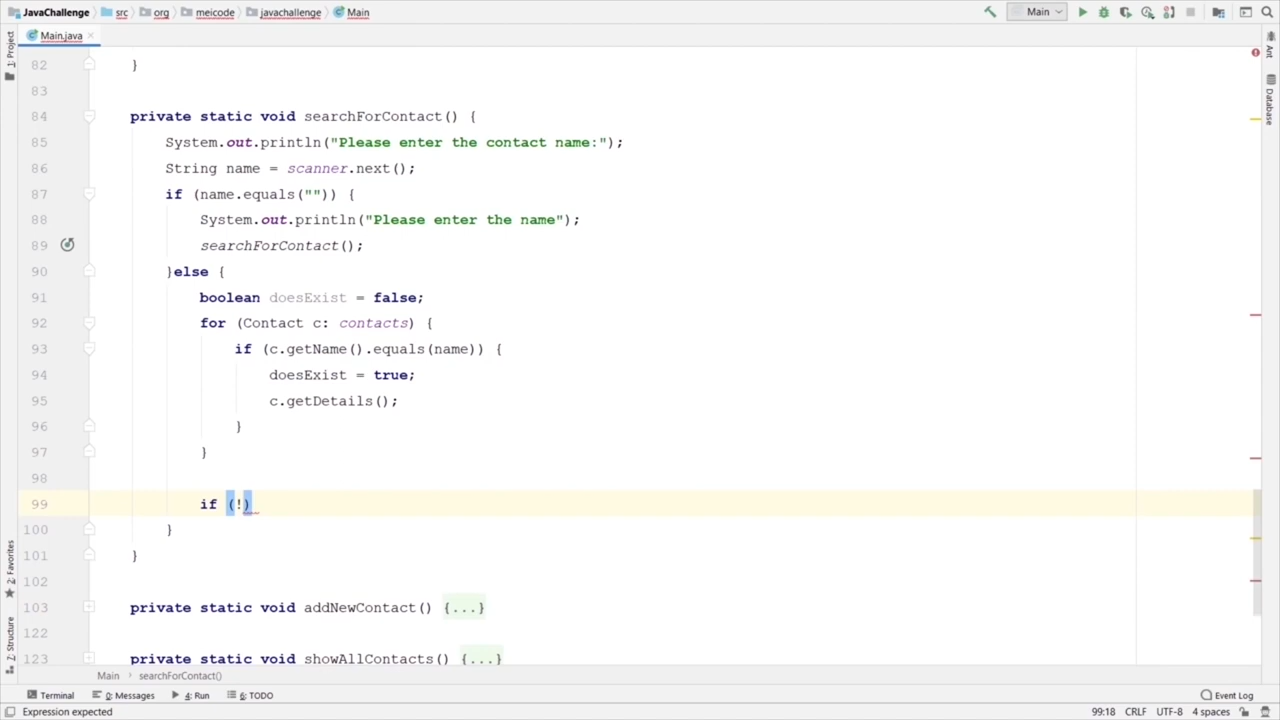 JavaChallenge src org meicode javachallenge Main Main
Main.java
1: Project
Ant
Database
82 }
83
84 private static void searchForContact() {
85 System.out.println("Please enter the contact name:");
86 String name = scanner.next();
87 if (name.equals("")) {
88 System.out.println("Please enter the name");
89 searchForContact();
90 }else {
91 boolean doesExist = false;
92 for (Contact c: contacts) {
93 if (c.getName().equals(name)) {
94 doesExist = true;
95 c.getDetails();
96 }
97 }
98
99 if (!)
100 }
101 }
102
103 private static void addNewContact() {...}
122
123 private static void showAllContacts() {...}
2: Favorites
7: Structure
Main searchForContact()
Terminal 0: Messages 4: Run 6: TODO Event Log
Expression expected 99:18 CRLF UTF-8 4 spaces